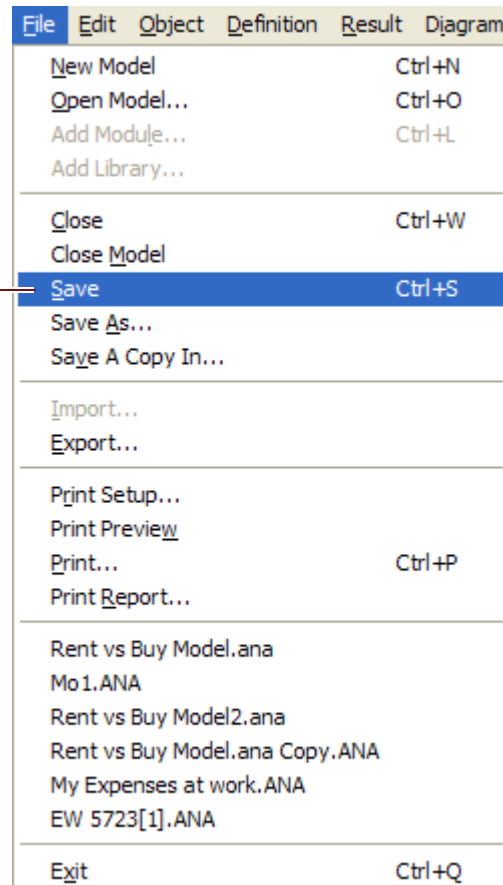 File Edit Object Definition Result Diagram
New Model Ctrl+N
Open Model... Ctrl+O
Add Module... Ctrl+L
Add Library...
Close Ctrl+W
Close Model
Save Ctrl+S
Save As...
Save A Copy In...
Import...
Export...
Print Setup...
Print Preview
Print... Ctrl+P
Print Report...
Rent vs Buy Model.ana
Mo1.ANA
Rent vs Buy Model2.ana
Rent vs Buy Model.ana Copy.ANA
My Expenses at work.ANA
EW 5723[1].ANA
Exit Ctrl+Q